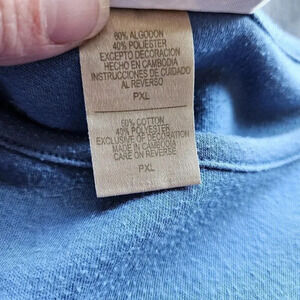 60% ALGODON
40% POLIESTER
EXCEPTO DECORACION
HECHO EN CAMBODIA
INSTRUCCIONES DE CUIDADO
AL REVERSO
PXL
60% COTTON
40% POLYESTER
EXCLUSIVE OF DECORATION
MADE IN CAMBODIA
CARE ON REVERSE
PXL